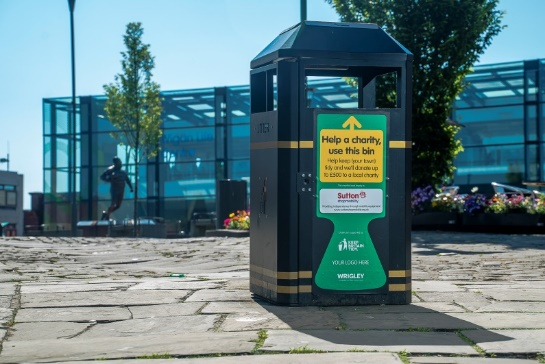 Help a charity,
use this bin
Help keep [your town]
tidy and we'll donate up
to £500 to a local charity
Sutton
KEEP
BRITAIN
TIDY
YOUR LOGO HERE
WRIGLEY